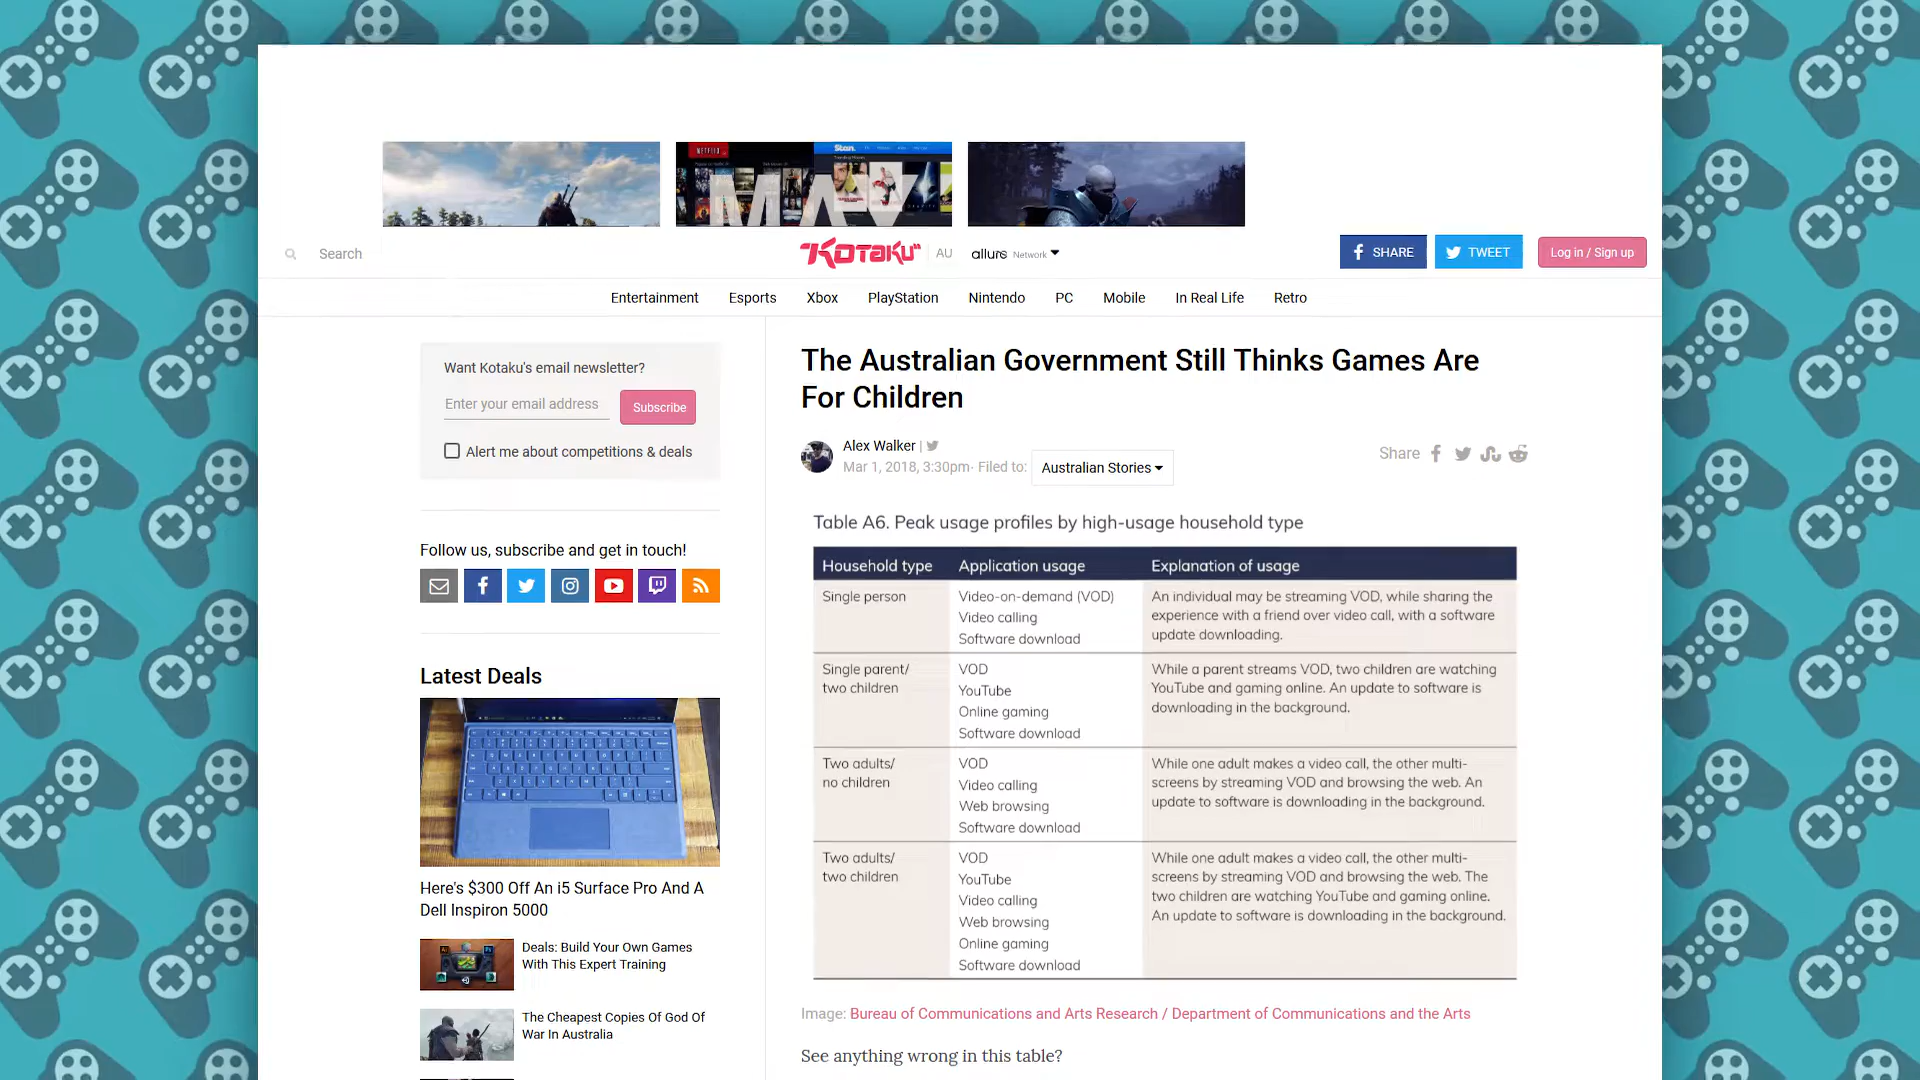 NETFLIX
Stan.
MAY
Search
KOTAKU
AU
allure Network
SHARE
TWEET
Log in / Sign up
Entertainment
Esports
Xbox
PlayStation
Nintendo
PC
Mobile
In Real Life
Retro
Want Kotaku's email newsletter?
Enter your email address
Subscribe
Alert me about competitions & deals
Follow us, subscribe and get in touch!
Latest Deals
Here's $300 Off An i5 Surface Pro And A
Dell Inspiron 5000
Deals: Build Your Own Games
With This Expert Training
The Cheapest Copies Of God Of
War In Australia
The Australian Government Still Thinks Games Are
For Children
Alex Walker |
Mar 1, 2018, 3:30pm· Filed to:
Australian Stories
Share
Table A6. Peak usage profiles by high-usage household type
Household type
Application usage
Explanation of usage
Single person
Video-on-demand (VOD)
Video calling
Software download
An individual may be streaming VOD, while sharing the
experience with a friend over video call, with a software
update downloading.
Single parent/
two children
VOD
YouTube
Online gaming
Software download
While a parent streams VOD, two children are watching
YouTube and gaming online. An update to software is
downloading in the background.
Two adults/
no children
VOD
Video calling
Web browsing
Software download
While one adult makes a video call, the other multi-
screens by streaming VOD and browsing the web. An
update to software is downloading in the background.
Two adults/
two children
VOD
YouTube
Video calling
Web browsing
Online gaming
Software download
While one adult makes a video call, the other multi-
screens by streaming VOD and browsing the web. The
two children are watching YouTube and gaming online.
An update to software is downloading in the background.
Image: Bureau of Communications and Arts Research / Department of Communications and the Arts
See anything wrong in this table?